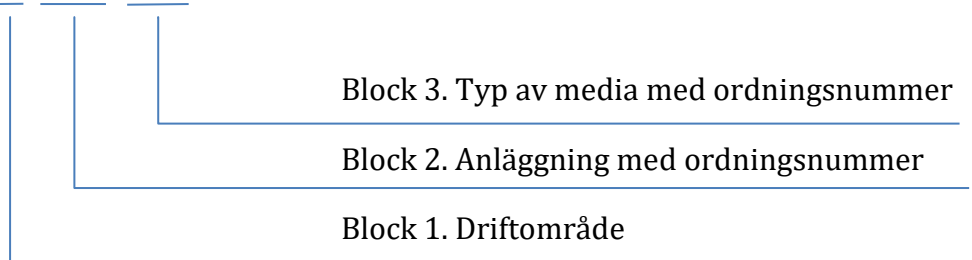 Block 3. Typ av media med ordningsnummer
Block 2. Anläggning med ordningsnummer
Block 1. Driftområde